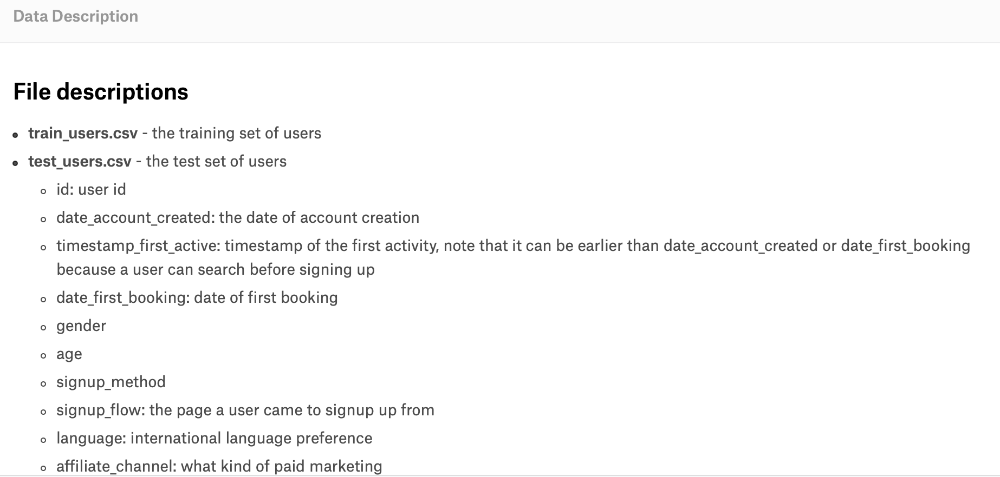 Data Description
File descriptions
train_users.csv - the training set of users
test_users.csv - the test set of users
id: user id
date_account_created: the date of account creation
timestamp_first_active: timestamp of the first activity, note that it can be earlier than date_account_created or date_first_booking
because a user can search before signing up
date_first_booking: date of first booking
gender
age
signup_method
signup_flow: the page a user came to signup up from
language: international language preference
affiliate_channel: what kind of paid marketing